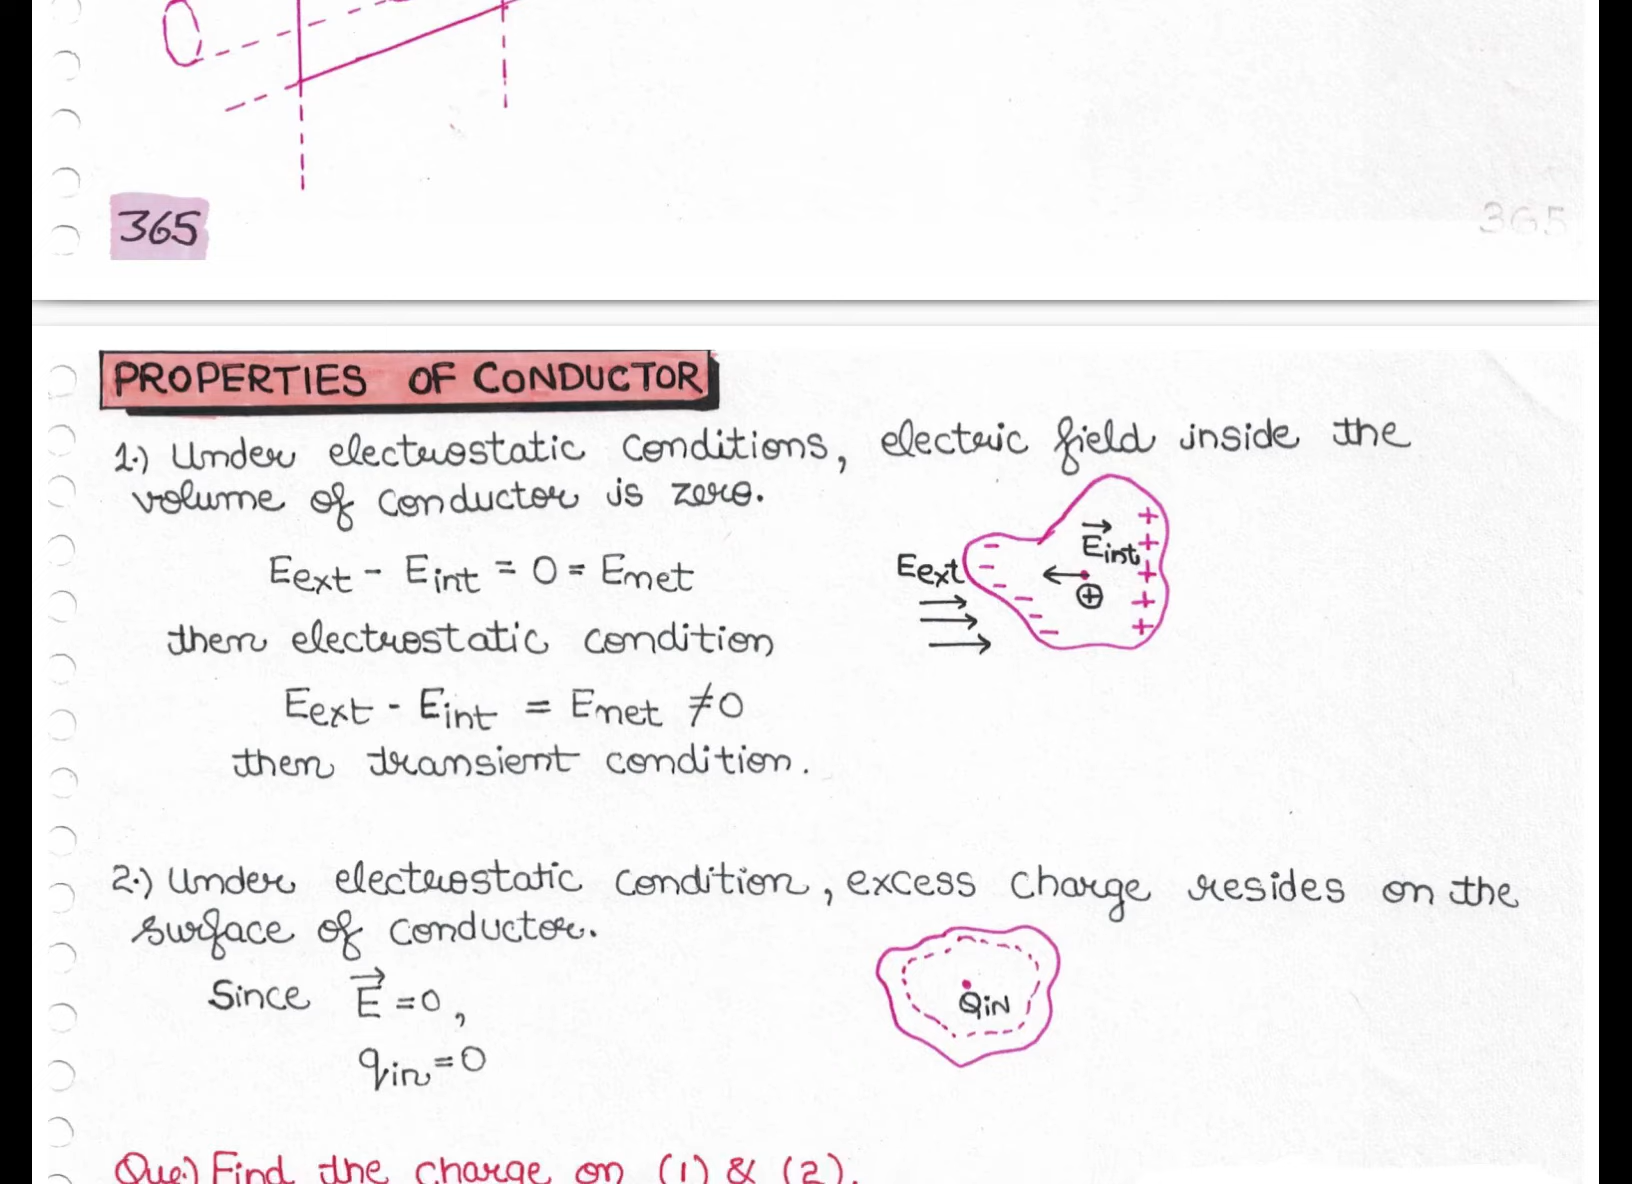 365
365
PROPERTIES OF CONDUCTOR
1.) Under electrostatic conditions, electric field inside the
volume of conductor is zero.
Eext - Eint = 0 = Enet
then electrostatic condition
Eext - Eint = Enet ≠0
then transient condition.
Eext
→
Eint
- - - - - -
+ + + + +
⊕
2.) Under electrostatic condition, excess charge resides on the
surface of conductor.
Since →E =0,
qin=0
QiN
Que.) Find the charge on (1) & (2).